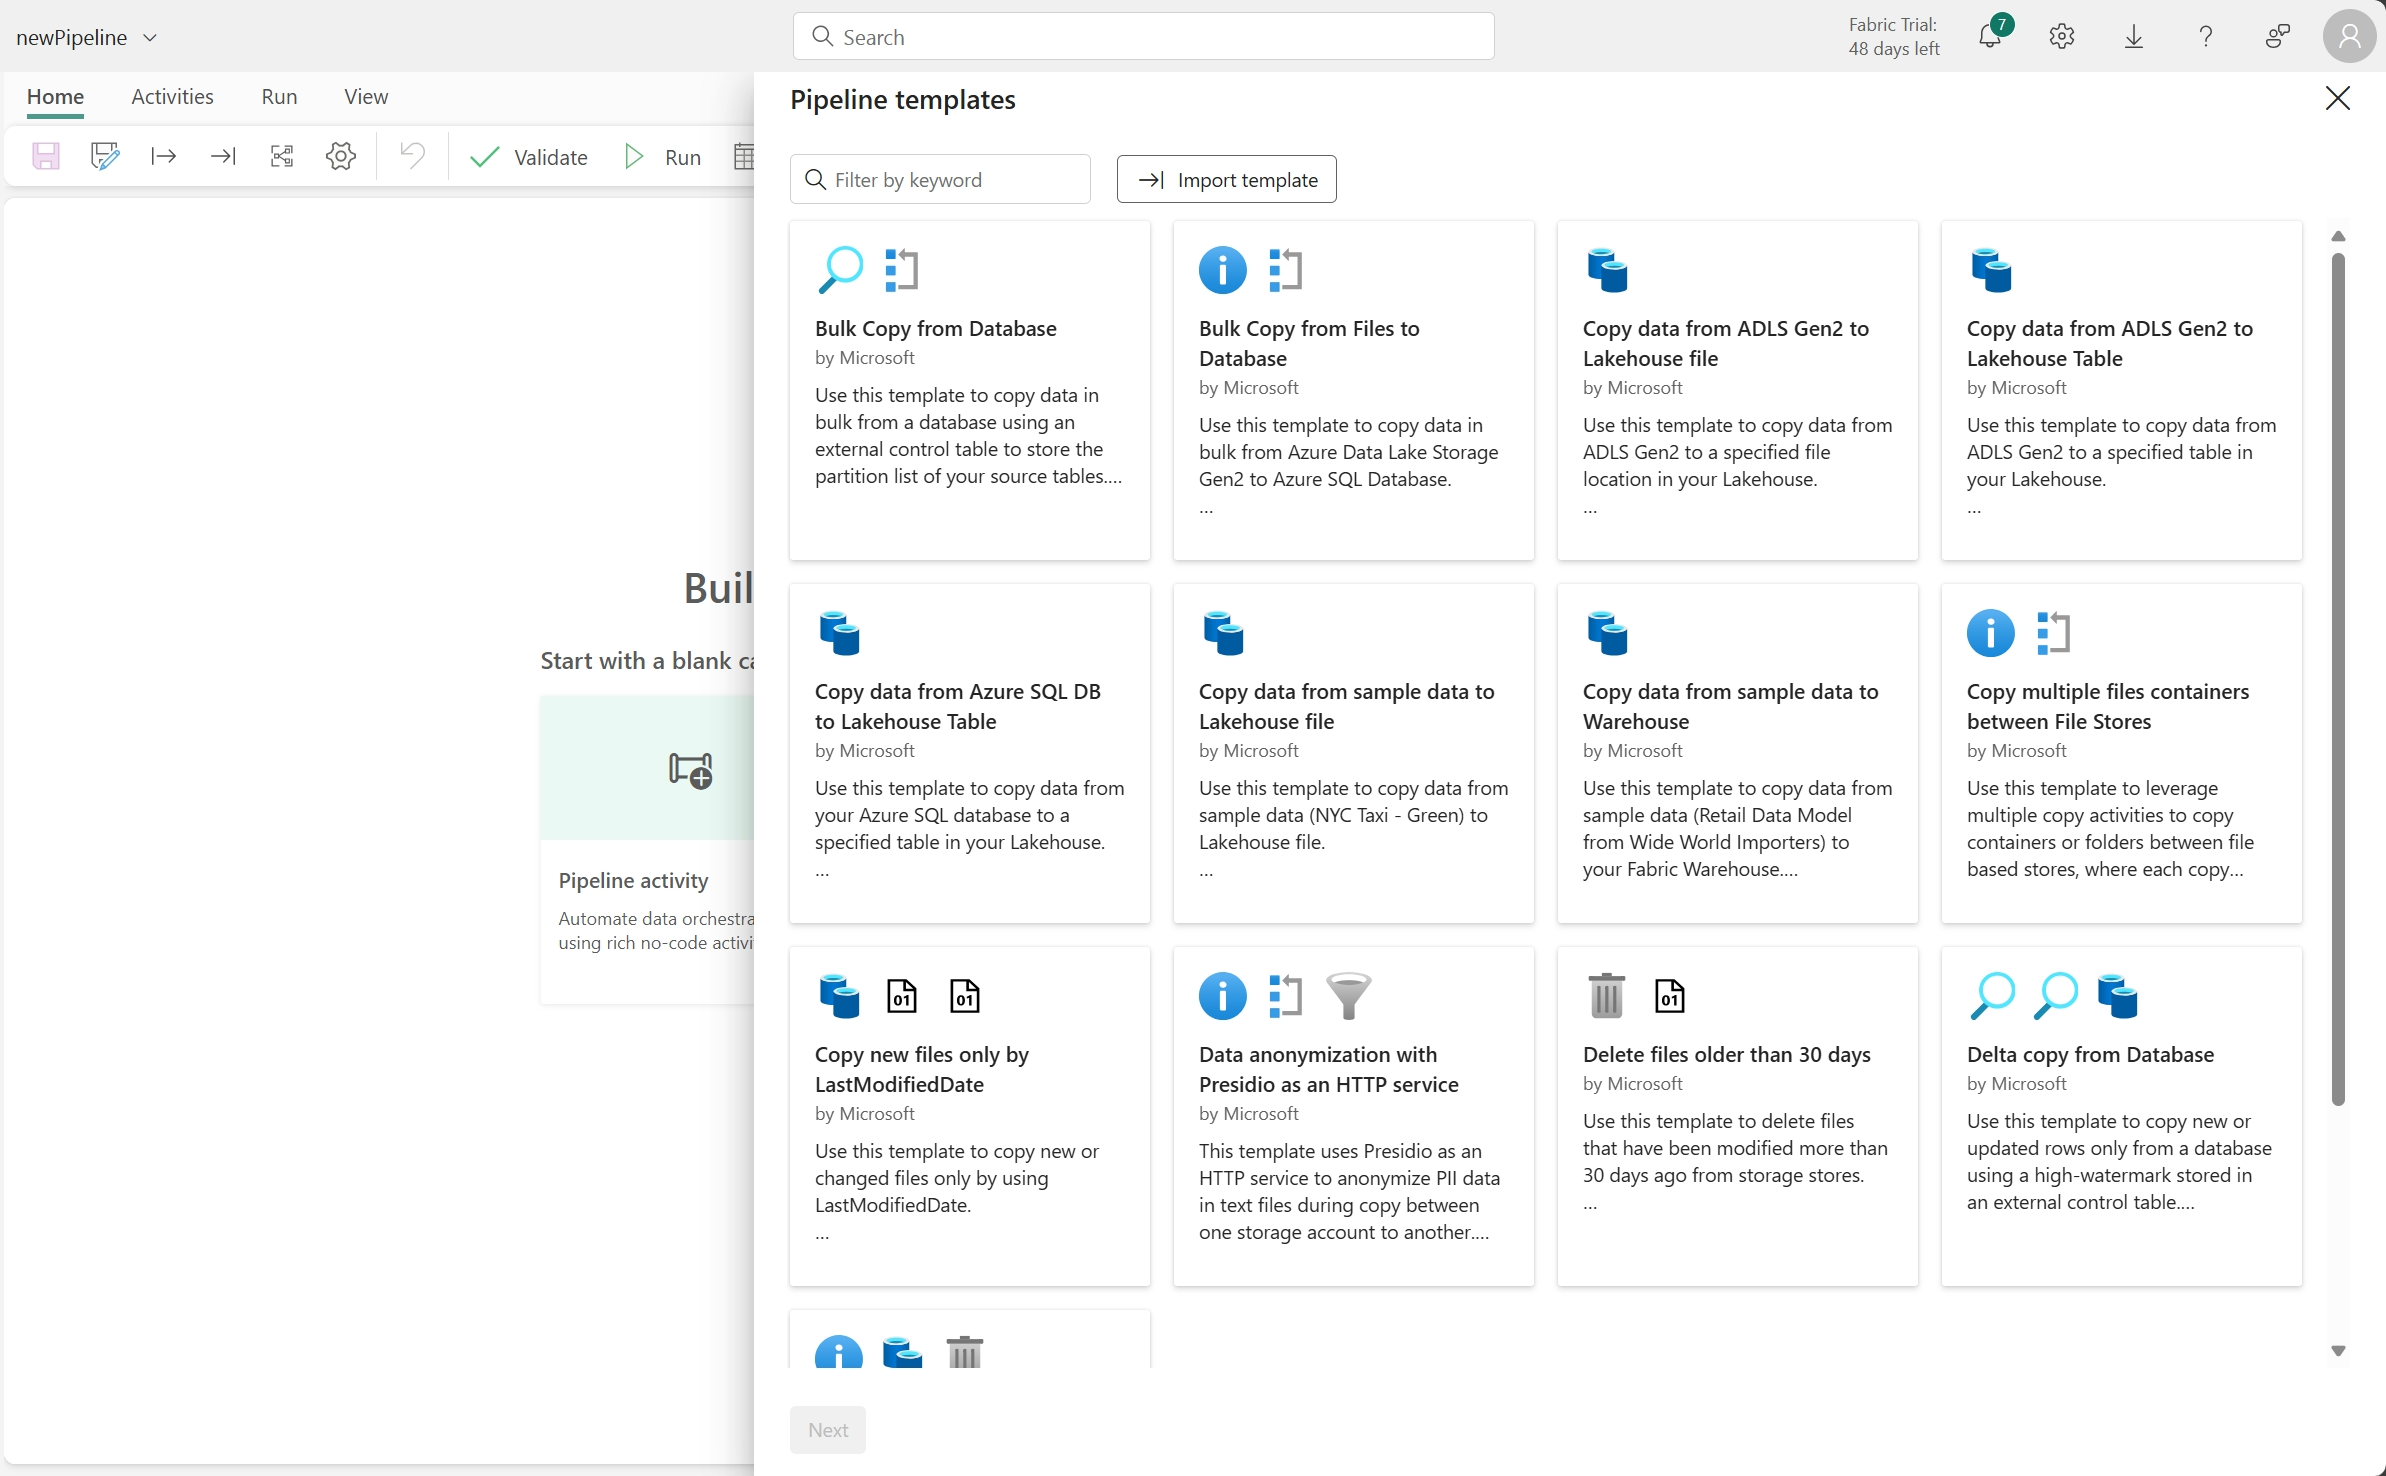 newPipeline
Search
Fabric Trial:
48 days left
7
Home
Activities
Run
View
Validate
Run
Buil
Start with a blank ca
Pipeline activity
Automate data orchestra
using rich no-code activi
Pipeline templates
Filter by keyword
Import template
Bulk Copy from Database
by Microsoft
Use this template to copy data in
bulk from a database using an
external control table to store the
partition list of your source tables....
Bulk Copy from Files to
Database
by Microsoft
Use this template to copy data in
bulk from Azure Data Lake Storage
Gen2 to Azure SQL Database.
...
Copy data from ADLS Gen2 to
Lakehouse file
by Microsoft
Use this template to copy data from
ADLS Gen2 to a specified file
location in your Lakehouse.
...
Copy data from ADLS Gen2 to
Lakehouse Table
by Microsoft
Use this template to copy data from
ADLS Gen2 to a specified table in
your Lakehouse.
...
Copy data from Azure SQL DB
to Lakehouse Table
by Microsoft
Use this template to copy data from
your Azure SQL database to a
specified table in your Lakehouse.
...
Copy data from sample data to
Lakehouse file
by Microsoft
Use this template to copy data from
sample data (NYC Taxi - Green) to
Lakehouse file.
...
Copy data from sample data to
Warehouse
by Microsoft
Use this template to copy data from
sample data (Retail Data Model
from Wide World Importers) to
your Fabric Warehouse....
Copy multiple files containers
between File Stores
by Microsoft
Use this template to leverage
multiple copy activities to copy
containers or folders between file
based stores, where each copy...
01
01
Copy new files only by
LastModifiedDate
by Microsoft
Use this template to copy new or
changed files only by using
LastModifiedDate.
...
Data anonymization with
Presidio as an HTTP service
by Microsoft
This template uses Presidio as an
HTTP service to anonymize PII data
in text files during copy between
one storage account to another....
01
Delete files older than 30 days
by Microsoft
Use this template to delete files
that have been modified more than
30 days ago from storage stores.
...
Delta copy from Database
by Microsoft
Use this template to copy new or
updated rows only from a database
using a high-watermark stored in
an external control table....
Next